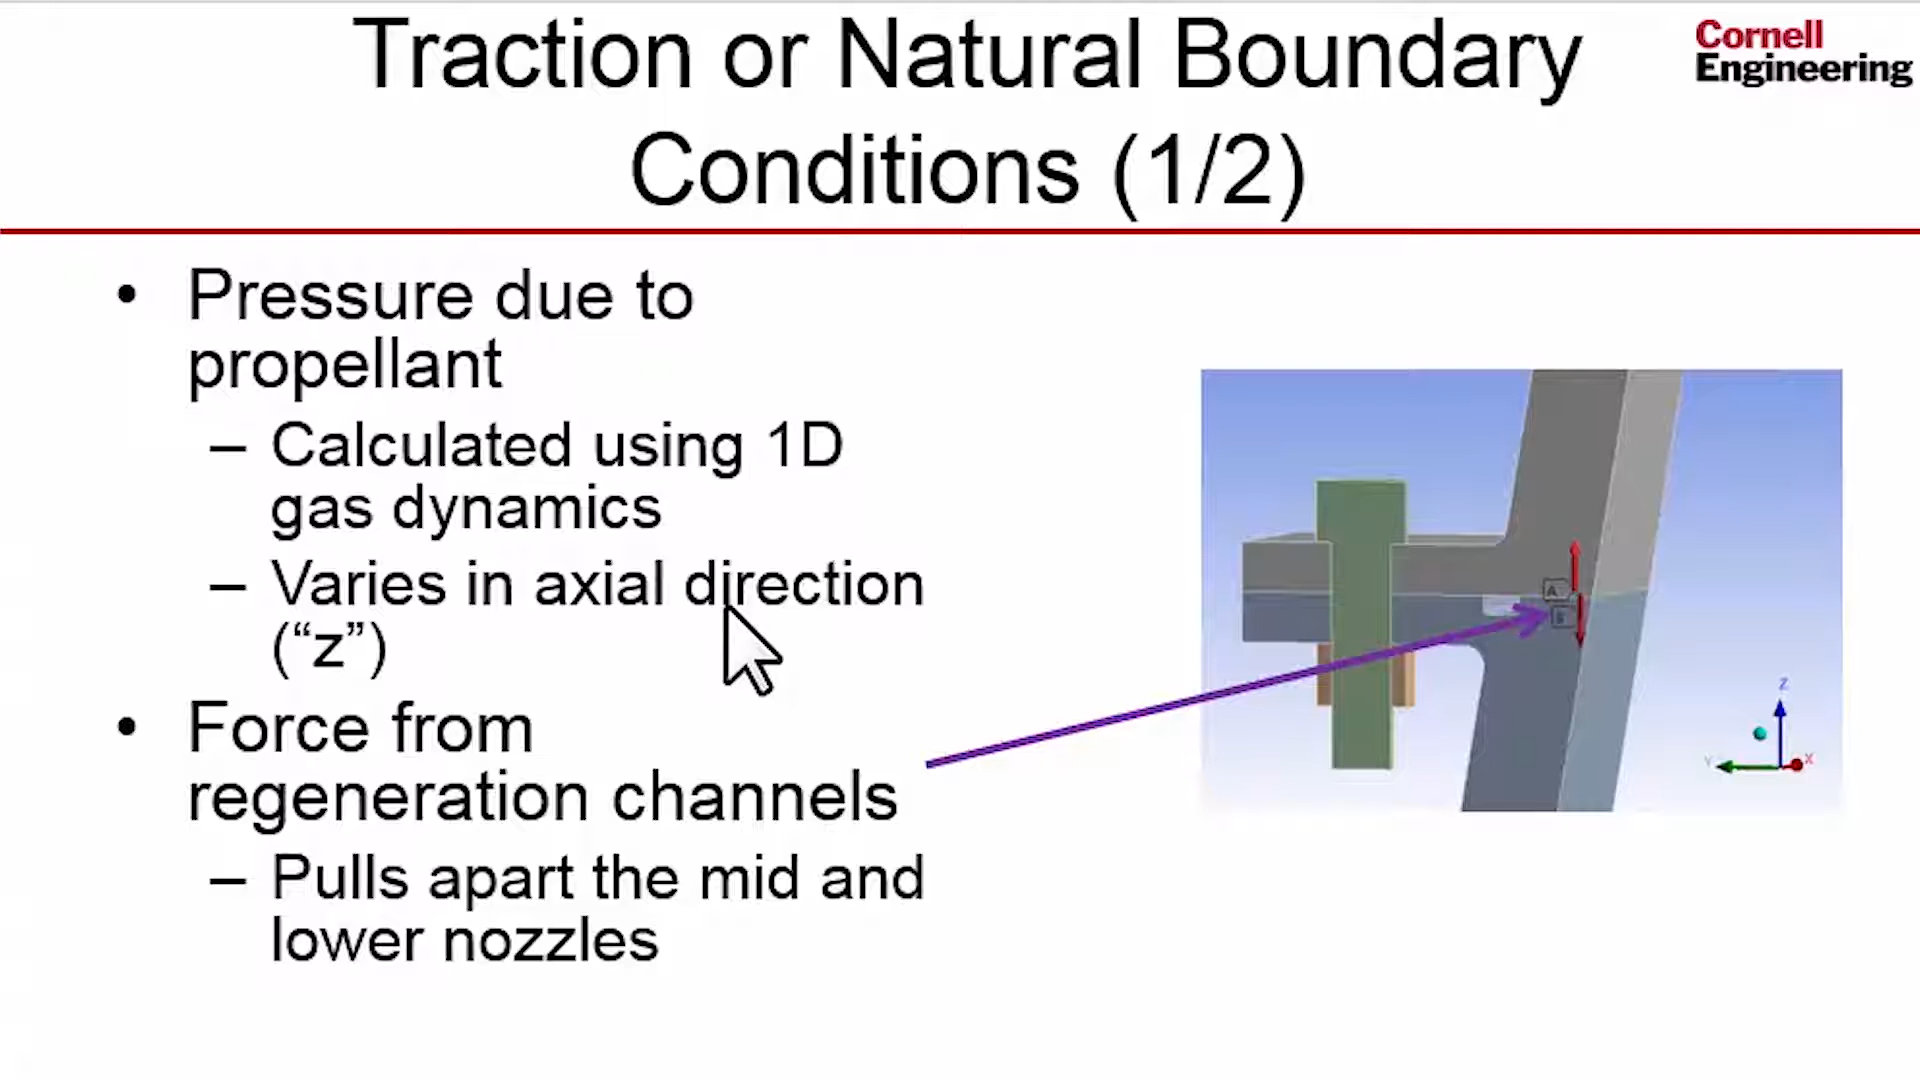 Traction or Natural Boundary
Conditions (1/2)
Cornell
Engineering
• Pressure due to
propellant
– Calculated using 1D
gas dynamics
– Varies in axial direction
(“z”)
• Force from
regeneration channels
– Pulls apart the mid and
lower nozzles
A
B
Z
Y
X